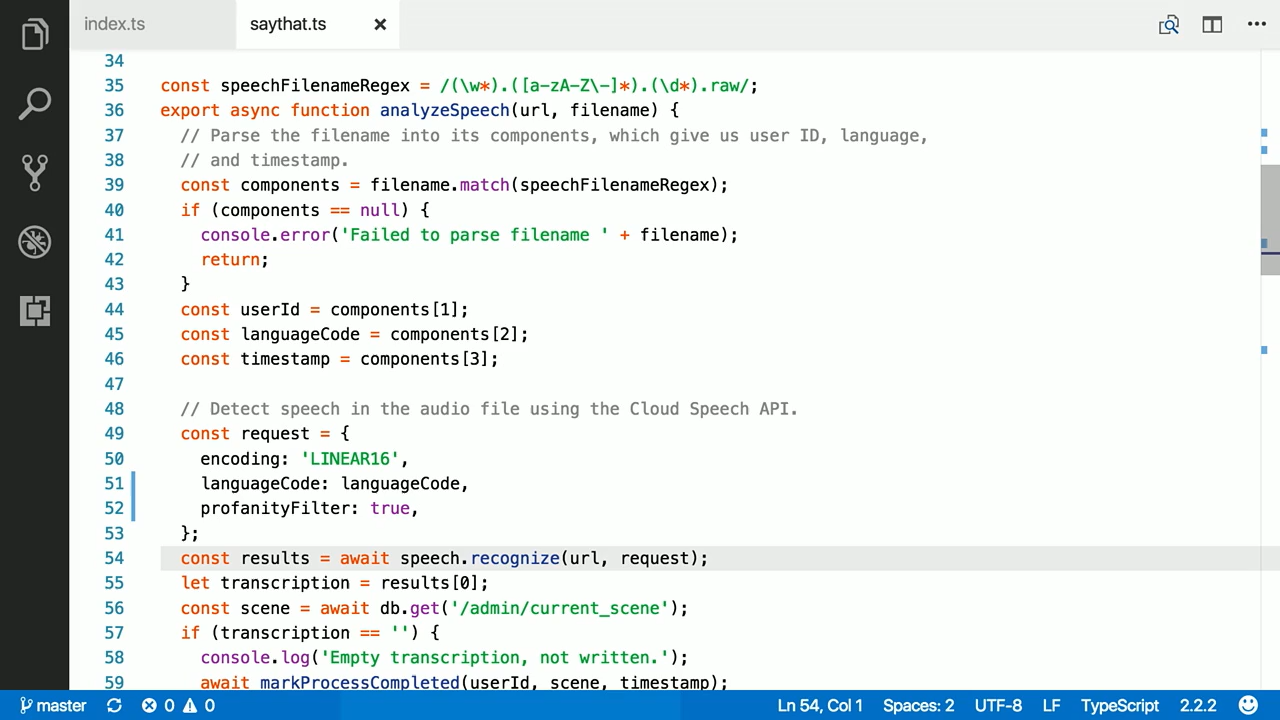 index.ts
saythat.ts
34
35 const speechFilenameRegex = /(\w*).([a-zA-Z\-]*).(\d*).raw/;
36 export async function analyzeSpeech(url, filename) {
37 // Parse the filename into its components, which give us user ID, language,
38 // and timestamp.
39 const components = filename.match(speechFilenameRegex);
40 if (components == null) {
41 console.error('Failed to parse filename ' + filename);
42 return;
43 }
44 const userId = components[1];
45 const languageCode = components[2];
46 const timestamp = components[3];
47
48 // Detect speech in the audio file using the Cloud Speech API.
49 const request = {
50 encoding: 'LINEAR16',
51 languageCode: languageCode,
52 profanityFilter: true,
53 };
54 const results = await speech.recognize(url, request);
55 let transcription = results[0];
56 const scene = await db.get('/admin/current_scene');
57 if (transcription == '') {
58 console.log('Empty transcription, not written.');
59 await markProcessCompleted(userId, scene, timestamp);
master 0 0 Ln 54, Col 1 Spaces: 2 UTF-8 LF TypeScript 2.2.2